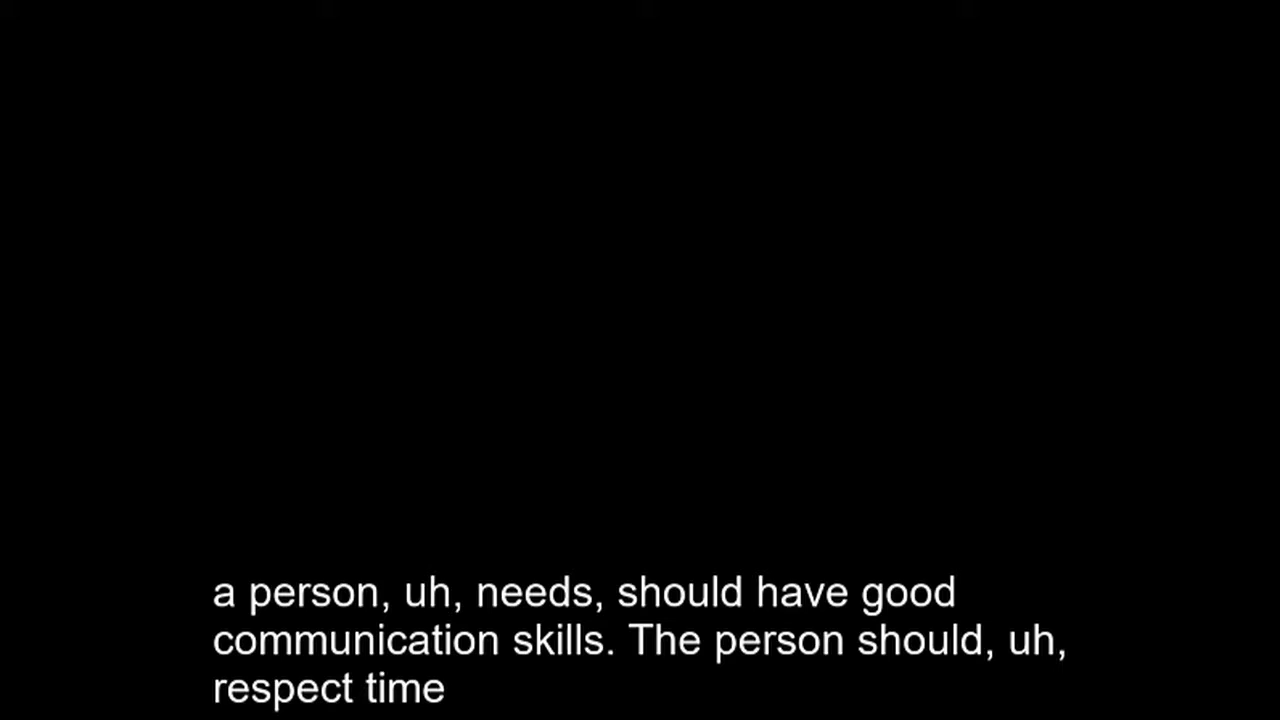 a person, uh, needs, should have good
communication skills. The person should, uh,
respect time